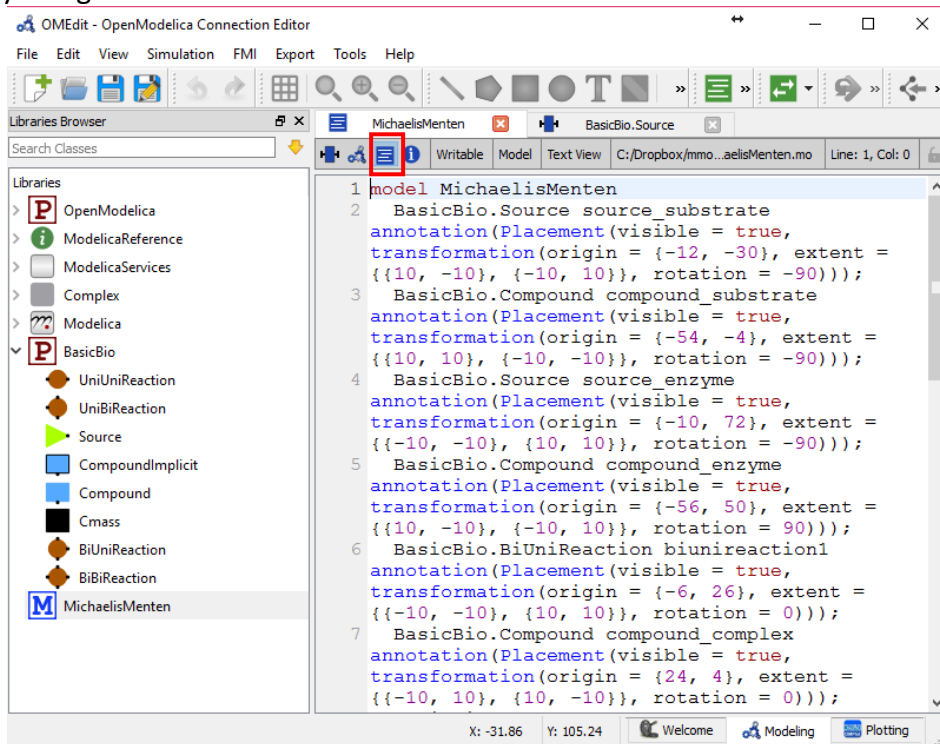 OMEdit - OpenModelica Connection Editor
File Edit View Simulation FMI Export Tools Help
T » » »
Libraries Browser
MichaelisMenten BasicBio.Source
Search Classes
Writable Model Text View C:/Dropbox/mmo...aelisMenten.mo Line: 1, Col: 0
Libraries
P OpenModelica
i ModelicaReference
ModelicaServices
Complex
Modelica
P BasicBio
UniUniReaction
UniBiReaction
Source
CompoundImplicit
Compound
Cmass
BiUniReaction
BiBiReaction
M MichaelisMenten
1 model MichaelisMenten
2 BasicBio.Source source_substrate
annotation(Placement(visible = true,
transformation(origin = {-12, -30}, extent =
{{10, -10}, {-10, 10}}, rotation = -90)));
3 BasicBio.Compound compound_substrate
annotation(Placement(visible = true,
transformation(origin = {-54, -4}, extent =
{{10, 10}, {-10, -10}}, rotation = -90)));
4 BasicBio.Source source_enzyme
annotation(Placement(visible = true,
transformation(origin = {-10, 72}, extent =
{{-10, -10}, {10, 10}}, rotation = -90)));
5 BasicBio.Compound compound_enzyme
annotation(Placement(visible = true,
transformation(origin = {-56, 50}, extent =
{{10, -10}, {-10, 10}}, rotation = 90)));
6 BasicBio.BiUniReaction biunireaction1
annotation(Placement(visible = true,
transformation(origin = {-6, 26}, extent =
{{-10, -10}, {10, 10}}, rotation = 0)));
7 BasicBio.Compound compound_complex
annotation(Placement(visible = true,
transformation(origin = {24, 4}, extent =
{{-10, 10}, {10, -10}}, rotation = 0)));
X: -31.86 Y: 105.24 Welcome Modeling Plotting